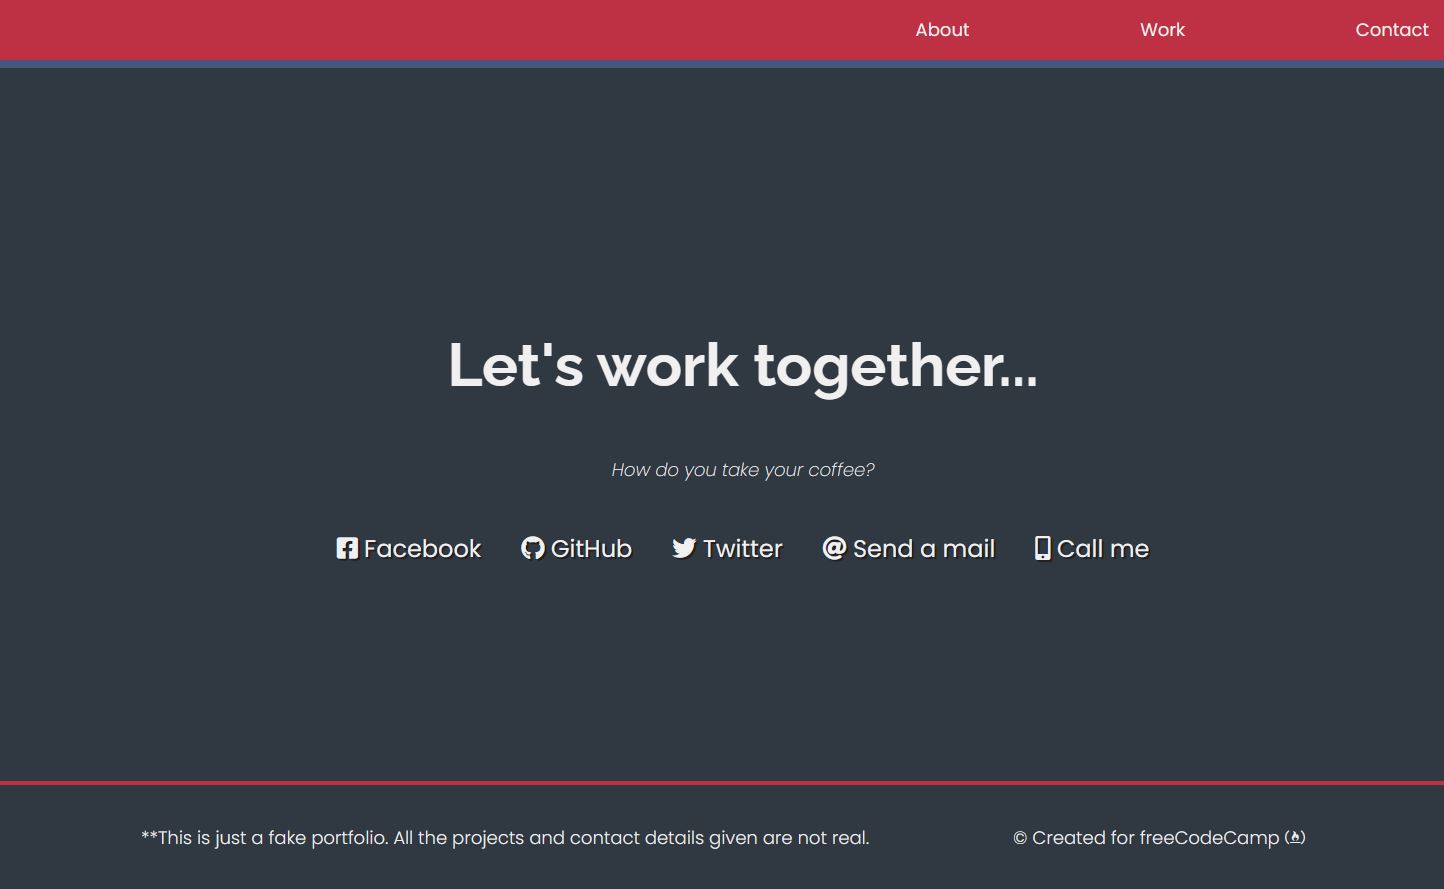 About Work Contact
Let's work together...
How do you take your coffee?
Facebook GitHub Twitter Send a mail Call me
**This is just a fake portfolio. All the projects and contact details given are not real. © Created for freeCodeCamp